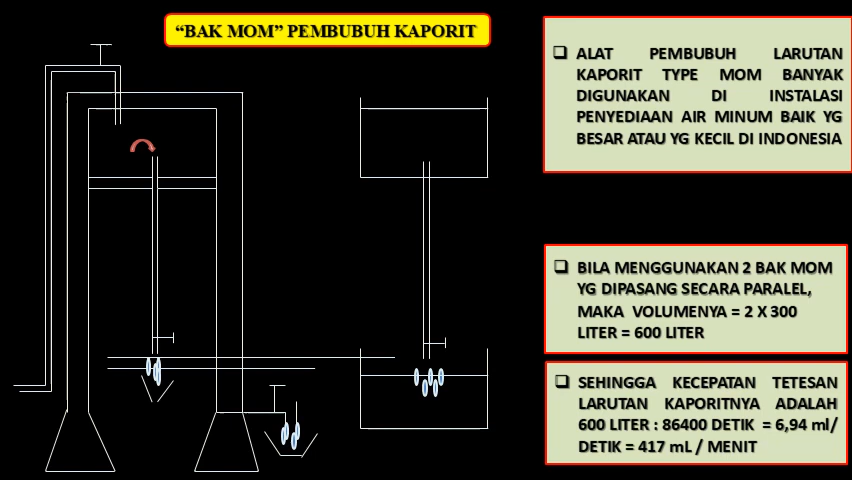 “BAK MOM” PEMBUBUH KAPORIT
❑ ALAT PEMBUBUH LARUTAN
KAPORIT TYPE MOM BANYAK
DIGUNAKAN DI INSTALASI
PENYEDIAAN AIR MINUM BAIK YG
BESAR ATAU YG KECIL DI INDONESIA
❑ BILA MENGGUNAKAN 2 BAK MOM
YG DIPASANG SECARA PARALEL,
MAKA VOLUMENYA = 2 X 300
LITER = 600 LITER
❑ SEHINGGA KECEPATAN TETESAN
LARUTAN KAPORITNYA ADALAH
600 LITER : 86400 DETIK = 6,94 ml/
DETIK = 417 mL / MENIT